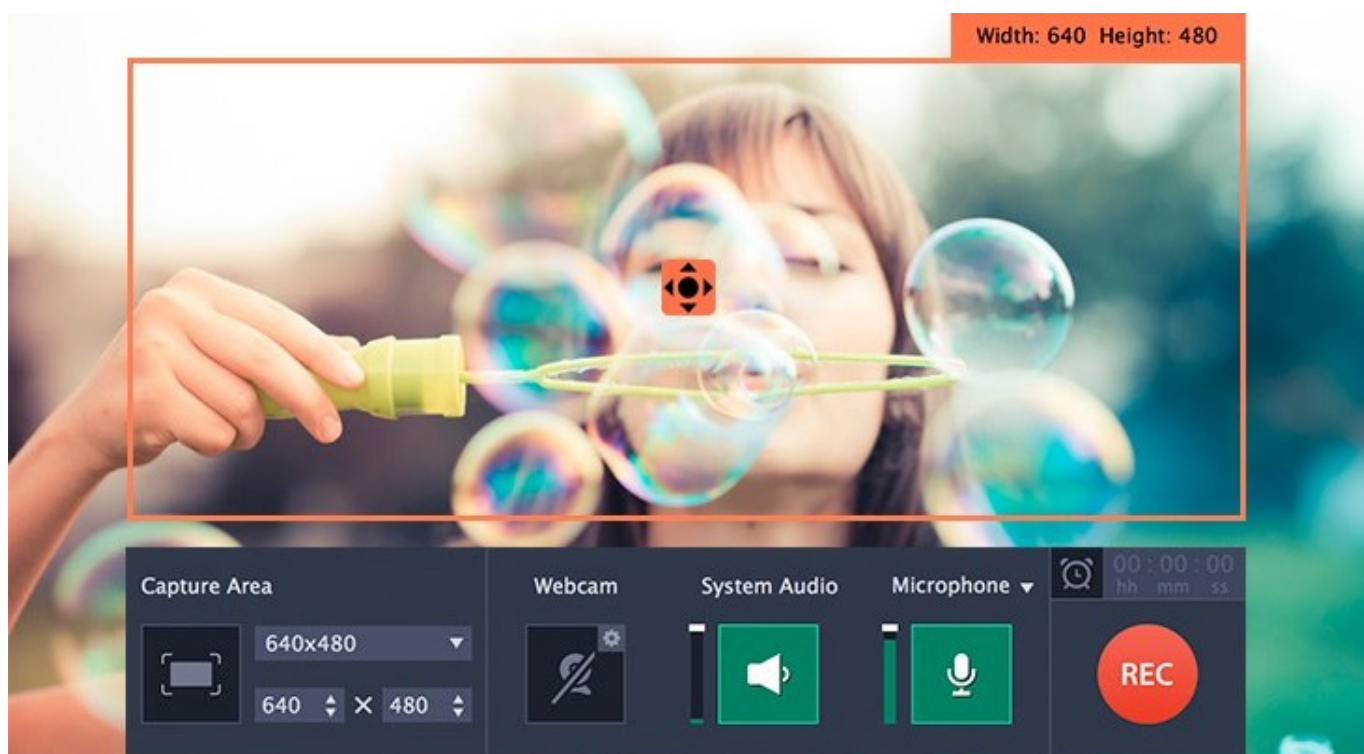 Width: 640 Height: 480
Capture Area
Webcam
System Audio
Microphone
00 : 00 : 00
hh mm ss
640x480
640 × 480
REC